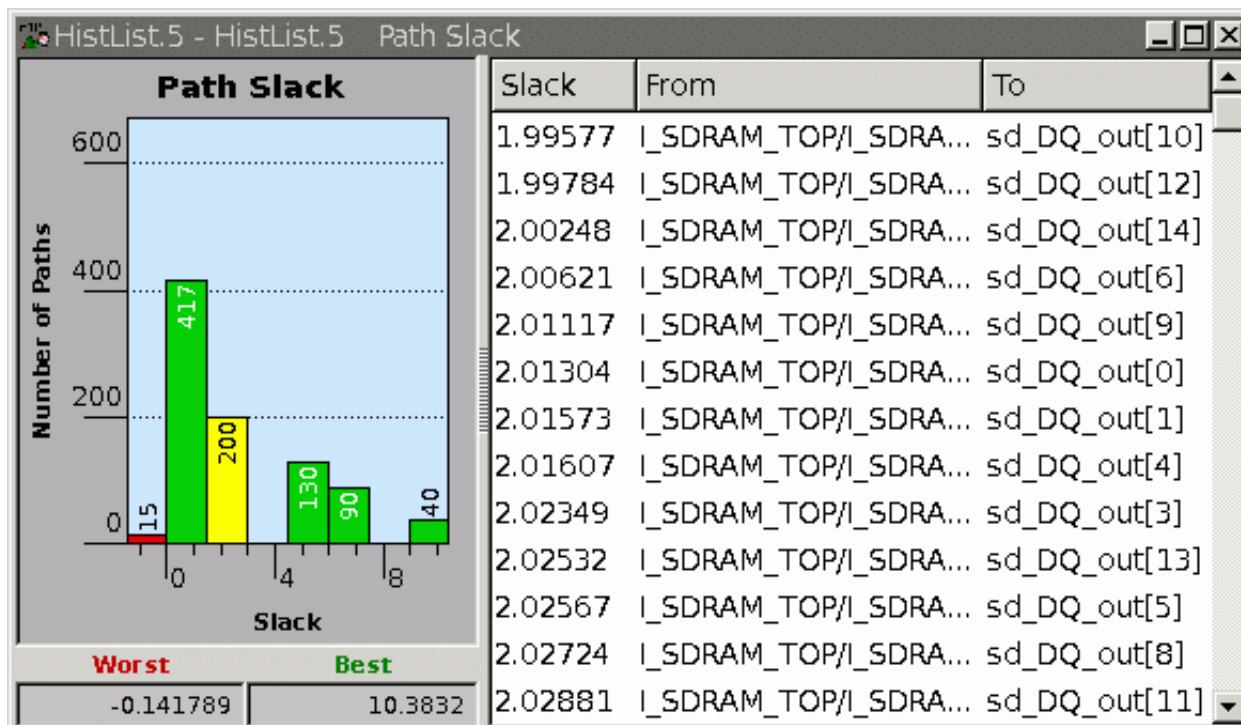 HistList.5 - HistList.5 Path Slack
Path Slack
Number of Paths
600
400
200
0
15
417
200
130
90
40
0
4
8
Slack
Worst
Best
-0.141789
10.3832
Slack From To
1.99577 I_SDRAM_TOP/I_SDRA... sd_DQ_out[10]
1.99784 I_SDRAM_TOP/I_SDRA... sd_DQ_out[12]
2.00248 I_SDRAM_TOP/I_SDRA... sd_DQ_out[14]
2.00621 I_SDRAM_TOP/I_SDRA... sd_DQ_out[6]
2.01117 I_SDRAM_TOP/I_SDRA... sd_DQ_out[9]
2.01304 I_SDRAM_TOP/I_SDRA... sd_DQ_out[0]
2.01573 I_SDRAM_TOP/I_SDRA... sd_DQ_out[1]
2.01607 I_SDRAM_TOP/I_SDRA... sd_DQ_out[4]
2.02349 I_SDRAM_TOP/I_SDRA... sd_DQ_out[3]
2.02532 I_SDRAM_TOP/I_SDRA... sd_DQ_out[13]
2.02567 I_SDRAM_TOP/I_SDRA... sd_DQ_out[5]
2.02724 I_SDRAM_TOP/I_SDRA... sd_DQ_out[8]
2.02881 I_SDRAM_TOP/I_SDRA... sd_DQ_out[11]